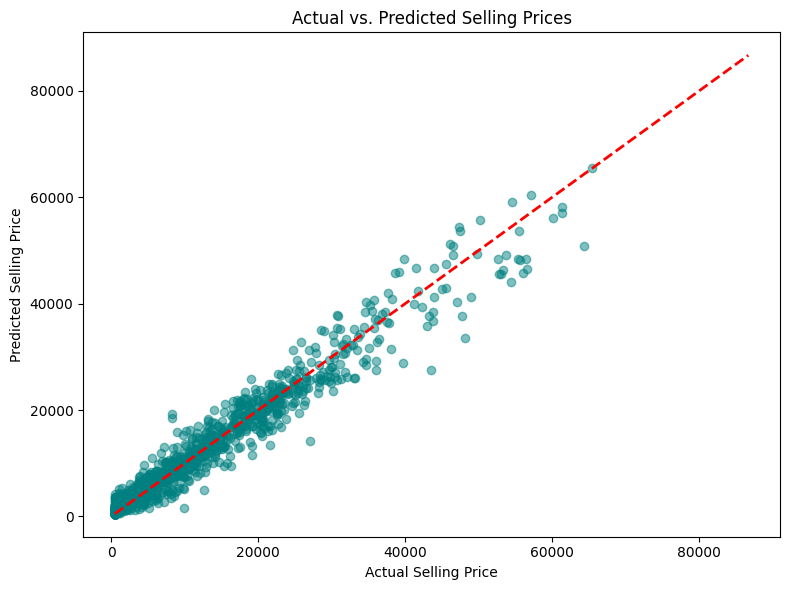 Actual vs. Predicted Selling Prices
Predicted Selling Price
80000
60000
40000
20000
0
0 20000 40000 60000 80000
Actual Selling Price